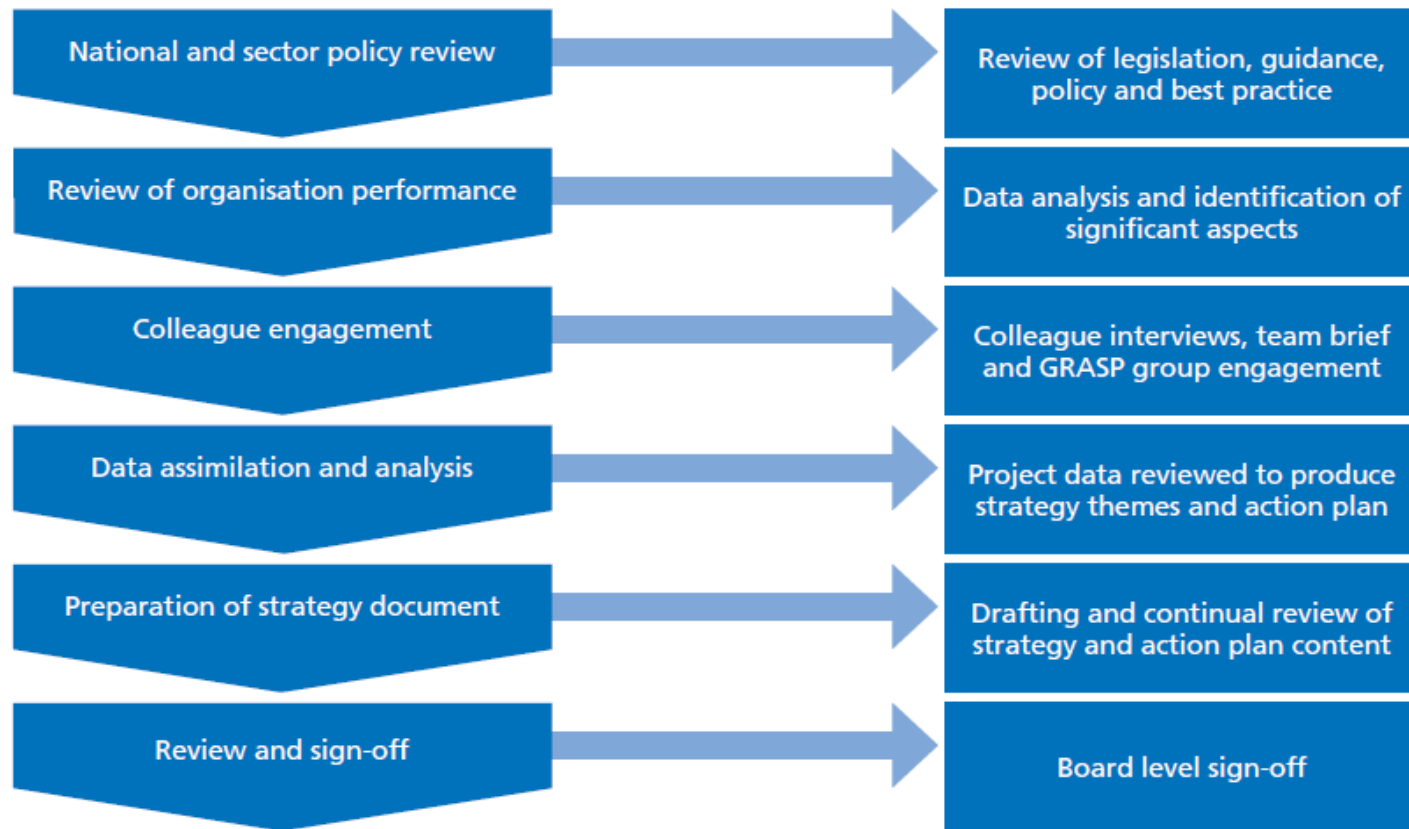 National and sector policy review
Review of legislation, guidance,
policy and best practice
Review of organisation performance
Data analysis and identification of
significant aspects
Colleague engagement
Colleague interviews, team brief
and GRASP group engagement
Data assimilation and analysis
Project data reviewed to produce
strategy themes and action plan
Preparation of strategy document
Drafting and continual review of
strategy and action plan content
Review and sign-off
Board level sign-off